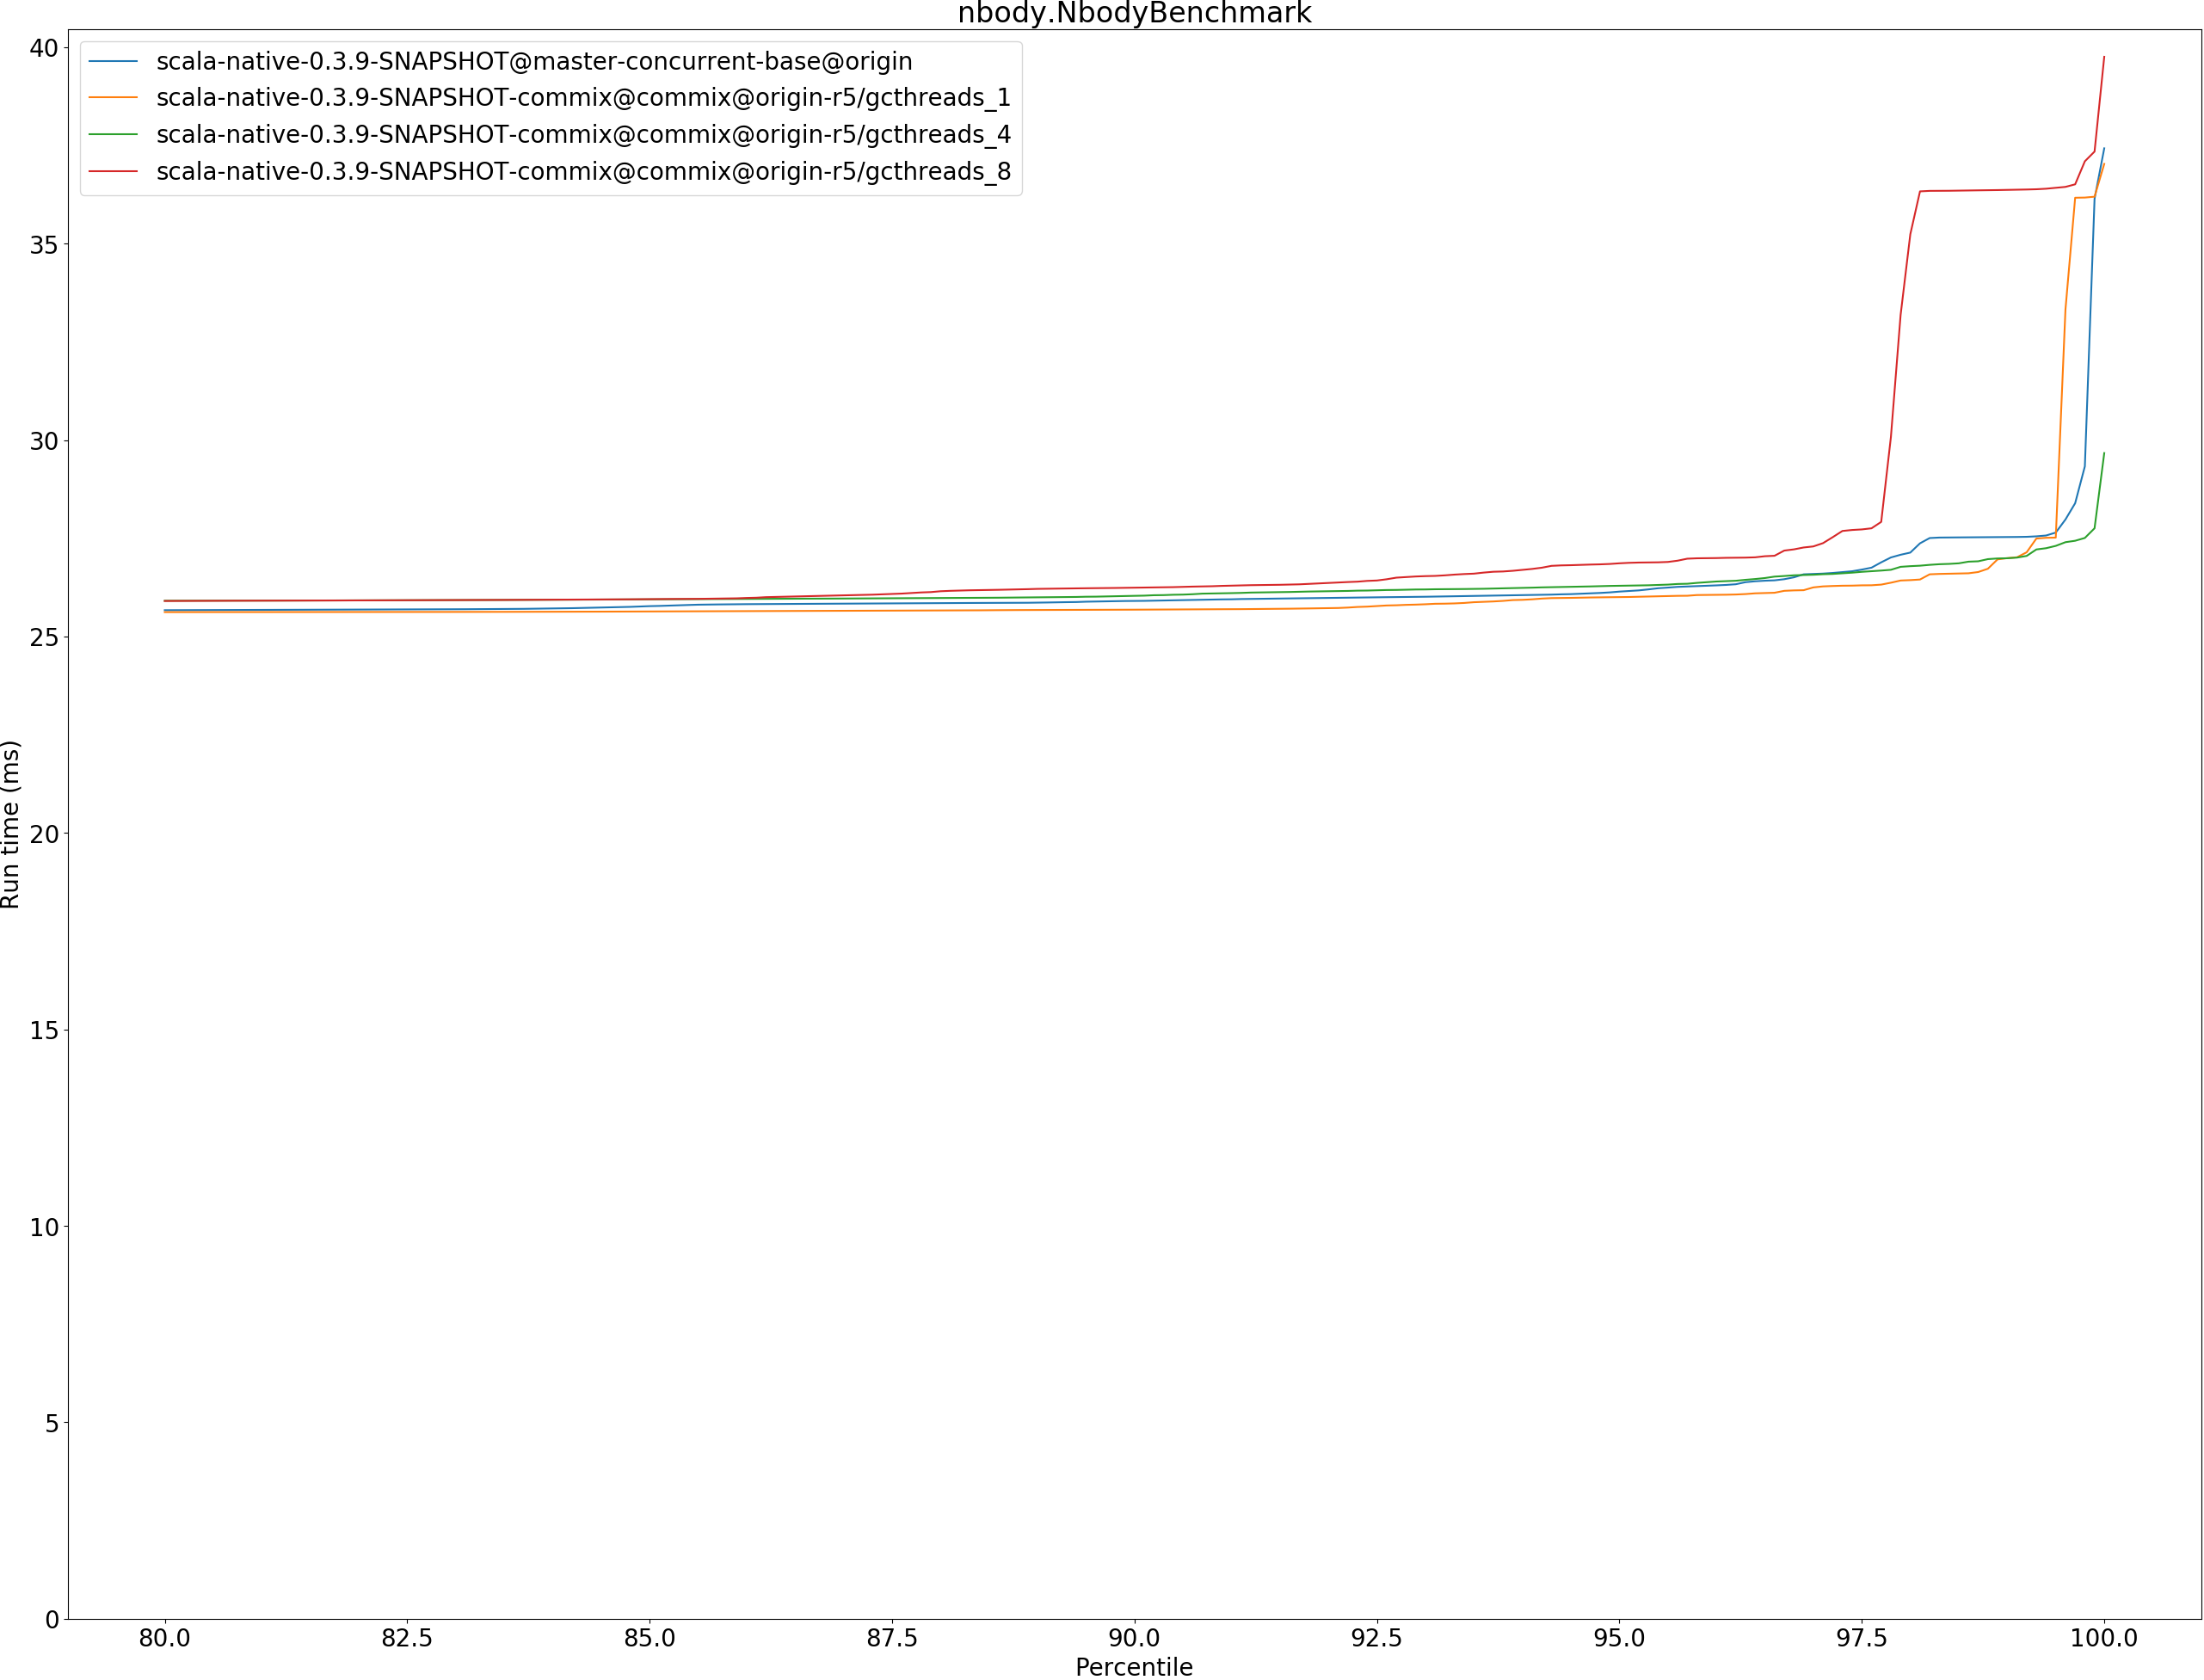 nbody.NbodyBenchmark
scala-native-0.3.9-SNAPSHOT@master-concurrent-base@origin
scala-native-0.3.9-SNAPSHOT-commix@commix@origin-r5/gcthreads_1
scala-native-0.3.9-SNAPSHOT-commix@commix@origin-r5/gcthreads_4
scala-native-0.3.9-SNAPSHOT-commix@commix@origin-r5/gcthreads_8
40
35
30
25
20
15
10
5
0
Run time (ms)
80.0 82.5 85.0 87.5 90.0 92.5 95.0 97.5 100.0
Percentile